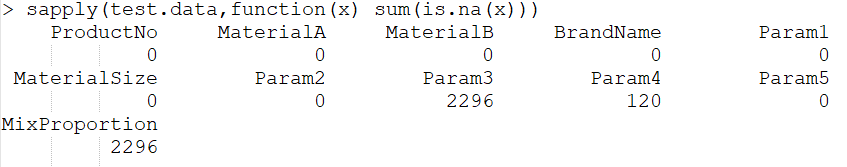 > sapply(test.data,function(x) sum(is.na(x)))
ProductNo MaterialA MaterialB BrandName Param1
0 0 0 0 0
MaterialSize Param2 Param3 Param4 Param5
0 0 2296 120 0
MixProportion
2296